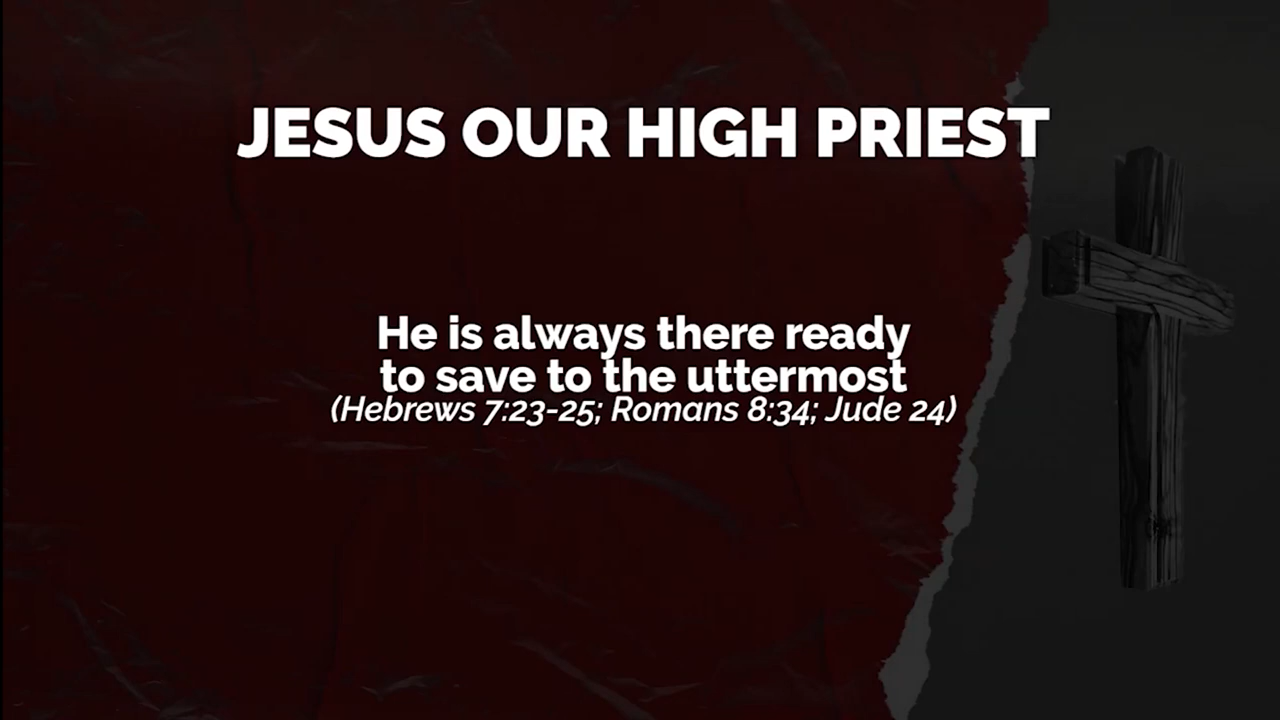 JESUS OUR HIGH PRIEST
He is always there ready
to save to the uttermost
(Hebrews 7:23-25; Romans 8:34; Jude 24)